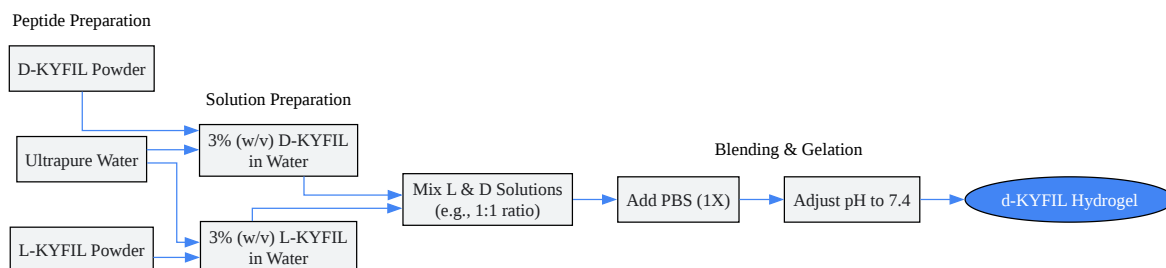 Peptide Preparation
D-KYFIL Powder
Solution Preparation
3% (w/v) D-KYFIL
in Water
Ultrapure Water
Blending & Gelation
Mix L & D Solutions
(e.g., 1:1 ratio)
Add PBS (1X)
Adjust pH to 7.4
d-KYFIL Hydrogel
L-KYFIL Powder
3% (w/v) L-KYFIL
in Water